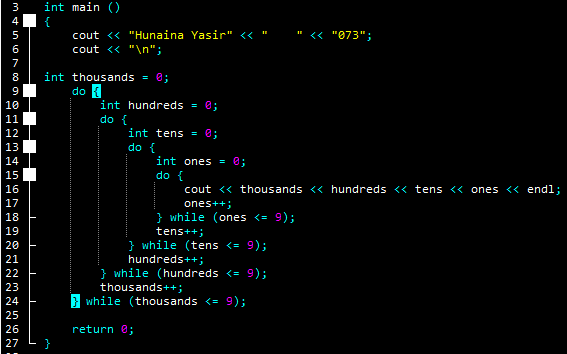 3 int main ()
4 {
5 cout << "Hunaina Yasir" << "    " << "073";
6 cout << "\n";
7
8 int thousands = 0;
9 do {
10 int hundreds = 0;
11 do {
12 int tens = 0;
13 do {
14 int ones = 0;
15 do {
16 cout << thousands << hundreds << tens << ones << endl;
17 ones++;
18 } while (ones <= 9);
19 tens++;
20 } while (tens <= 9);
21 hundreds++;
22 } while (hundreds <= 9);
23 thousands++;
24 } while (thousands <= 9);
25
26 return 0;
27 }